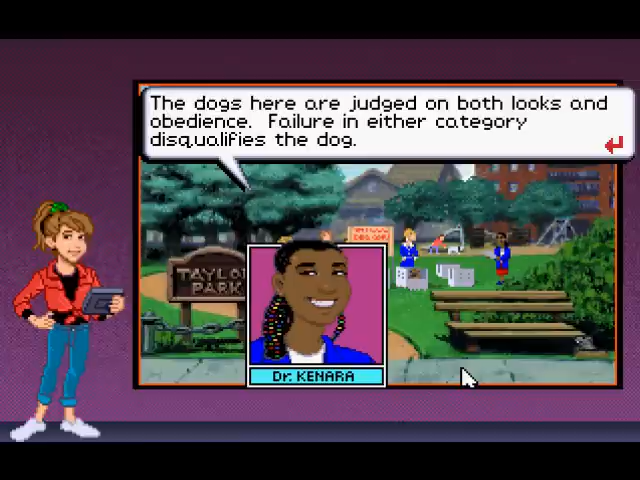 The dogs here are judged on both looks and
obedience.  Failure in either category
disqualifies the dog.
TAYLOR
PARK
Dr. KENARA